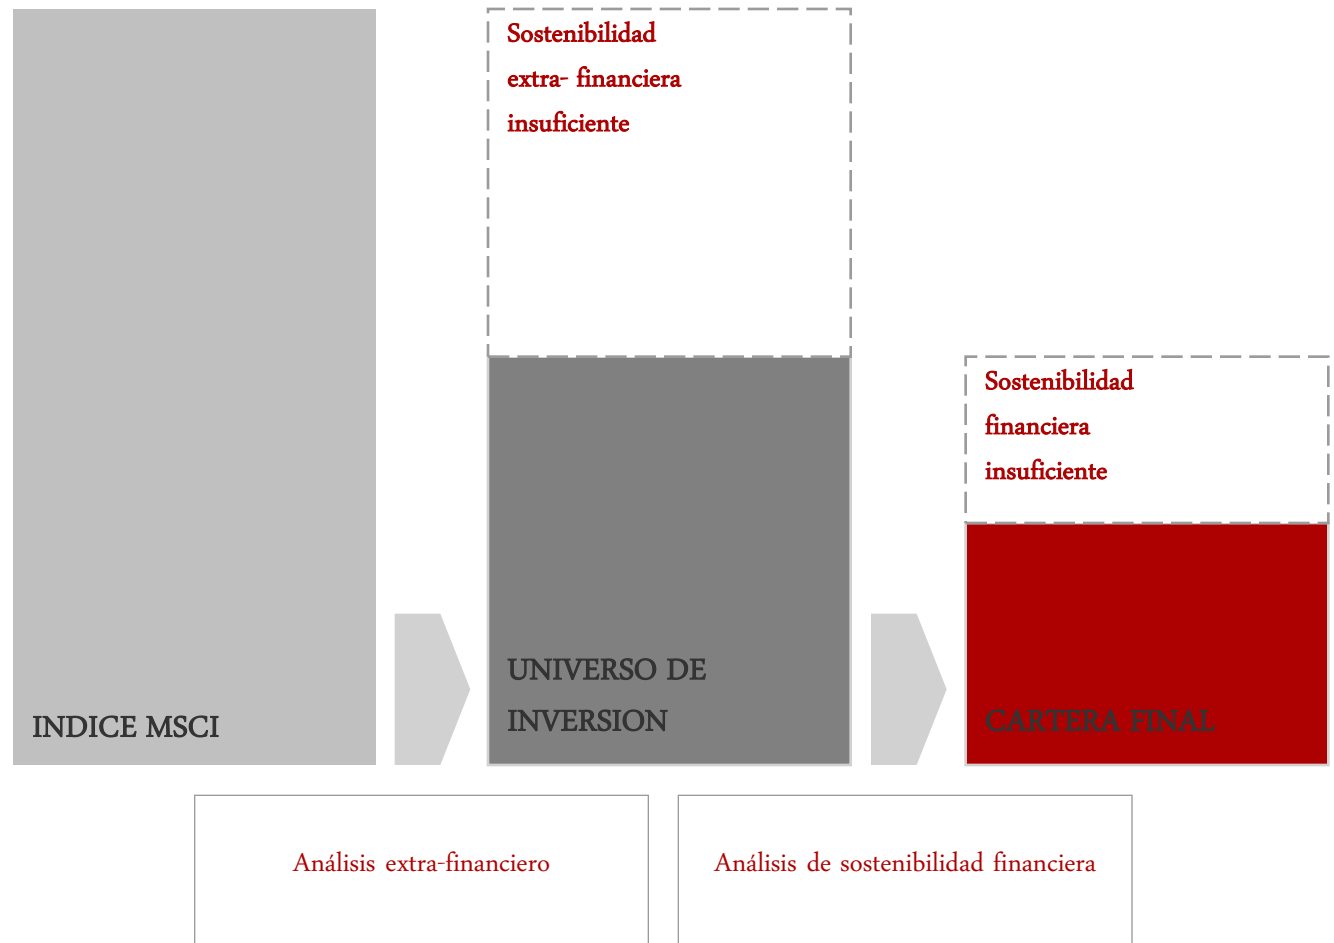 Sostenibilidad
extra- financiera
insuficiente
Sostenibilidad
financiera
insuficiente
INDICE MSCI
UNIVERSO DE
INVERSION
CARTERA FINAL
Análisis extra-financiero
Análisis de sostenibilidad financiera